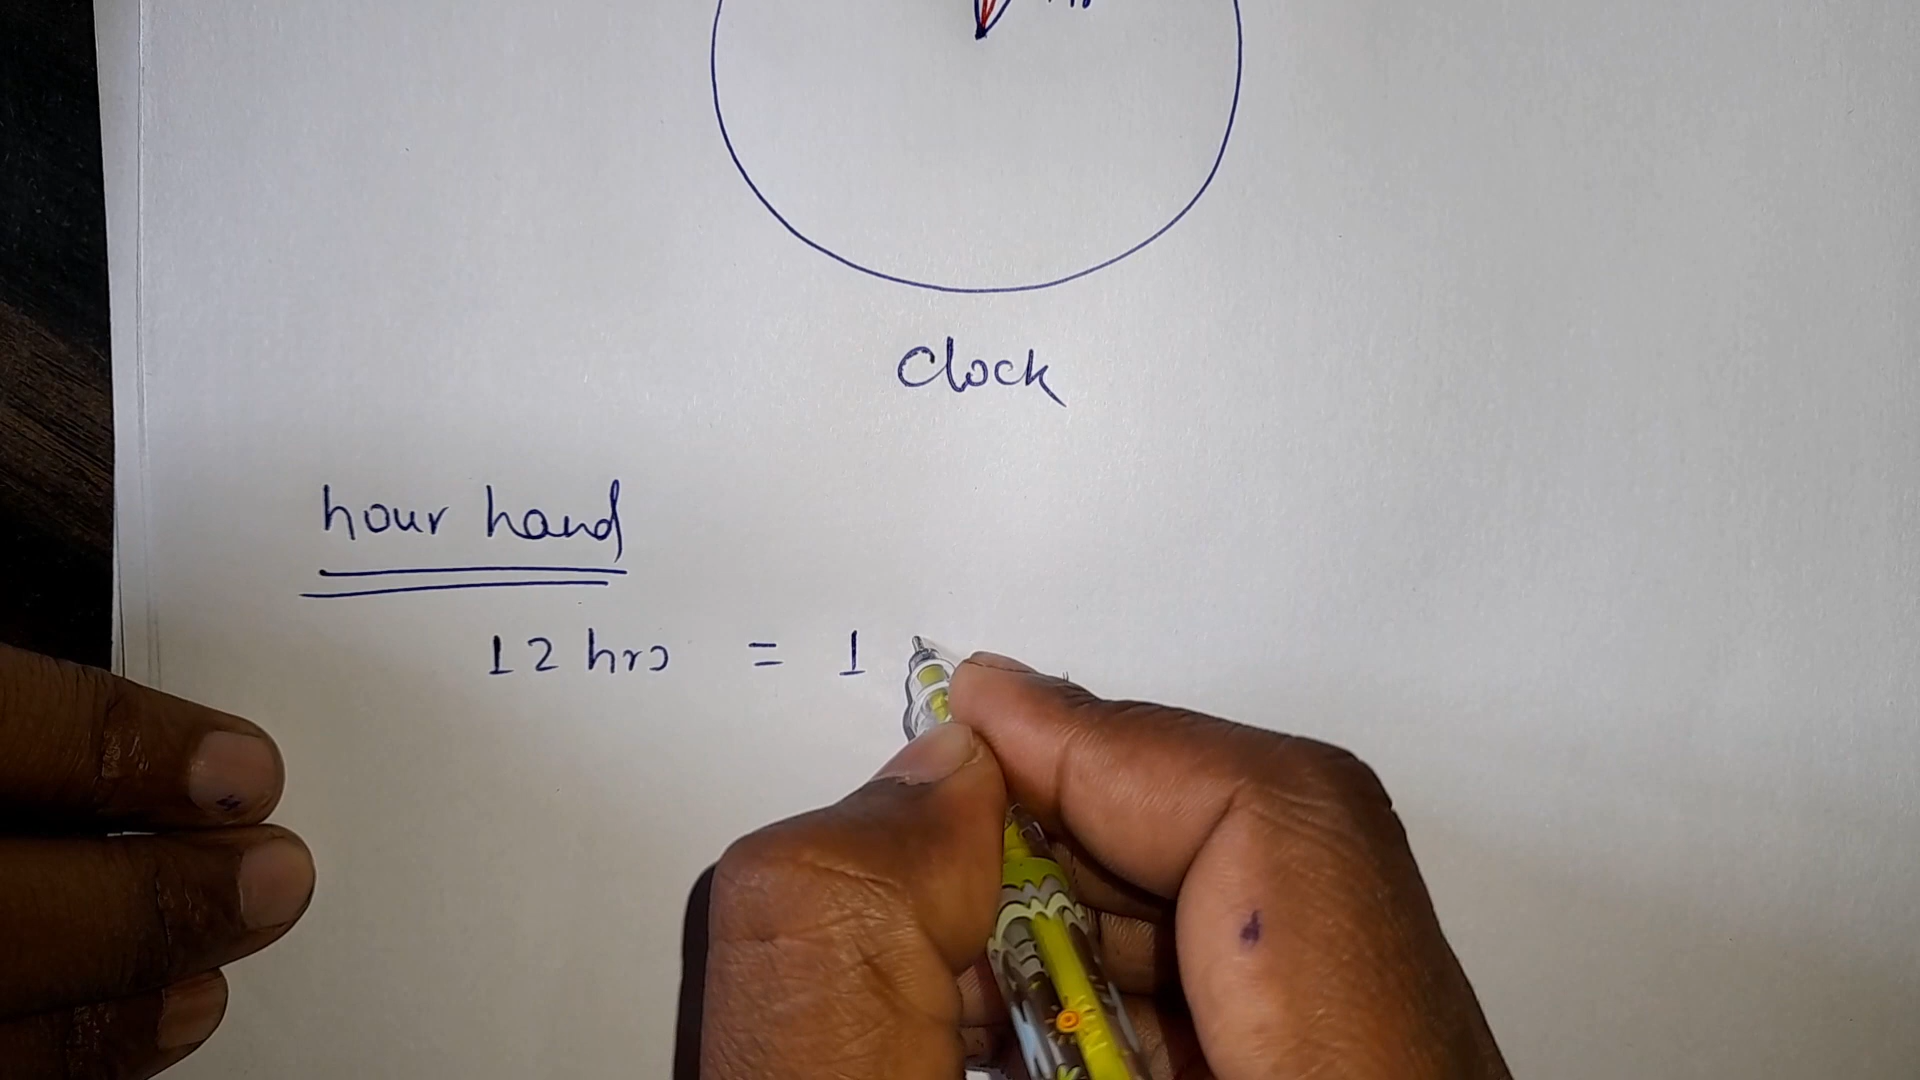 Clock
hour hand
12 hrs = 1